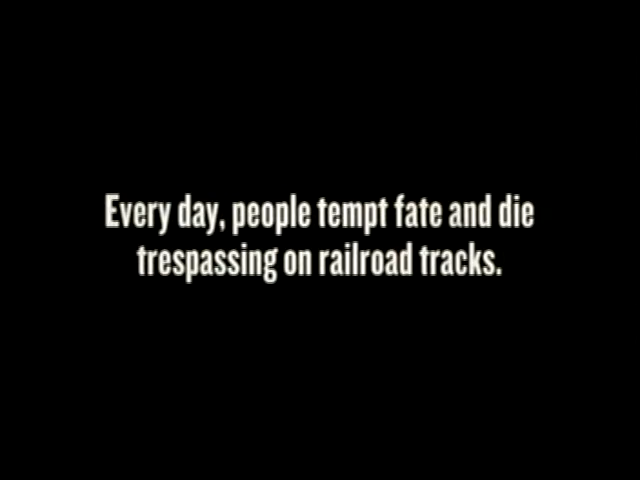 Every day, people tempt fate and die
trespassing on railroad tracks.